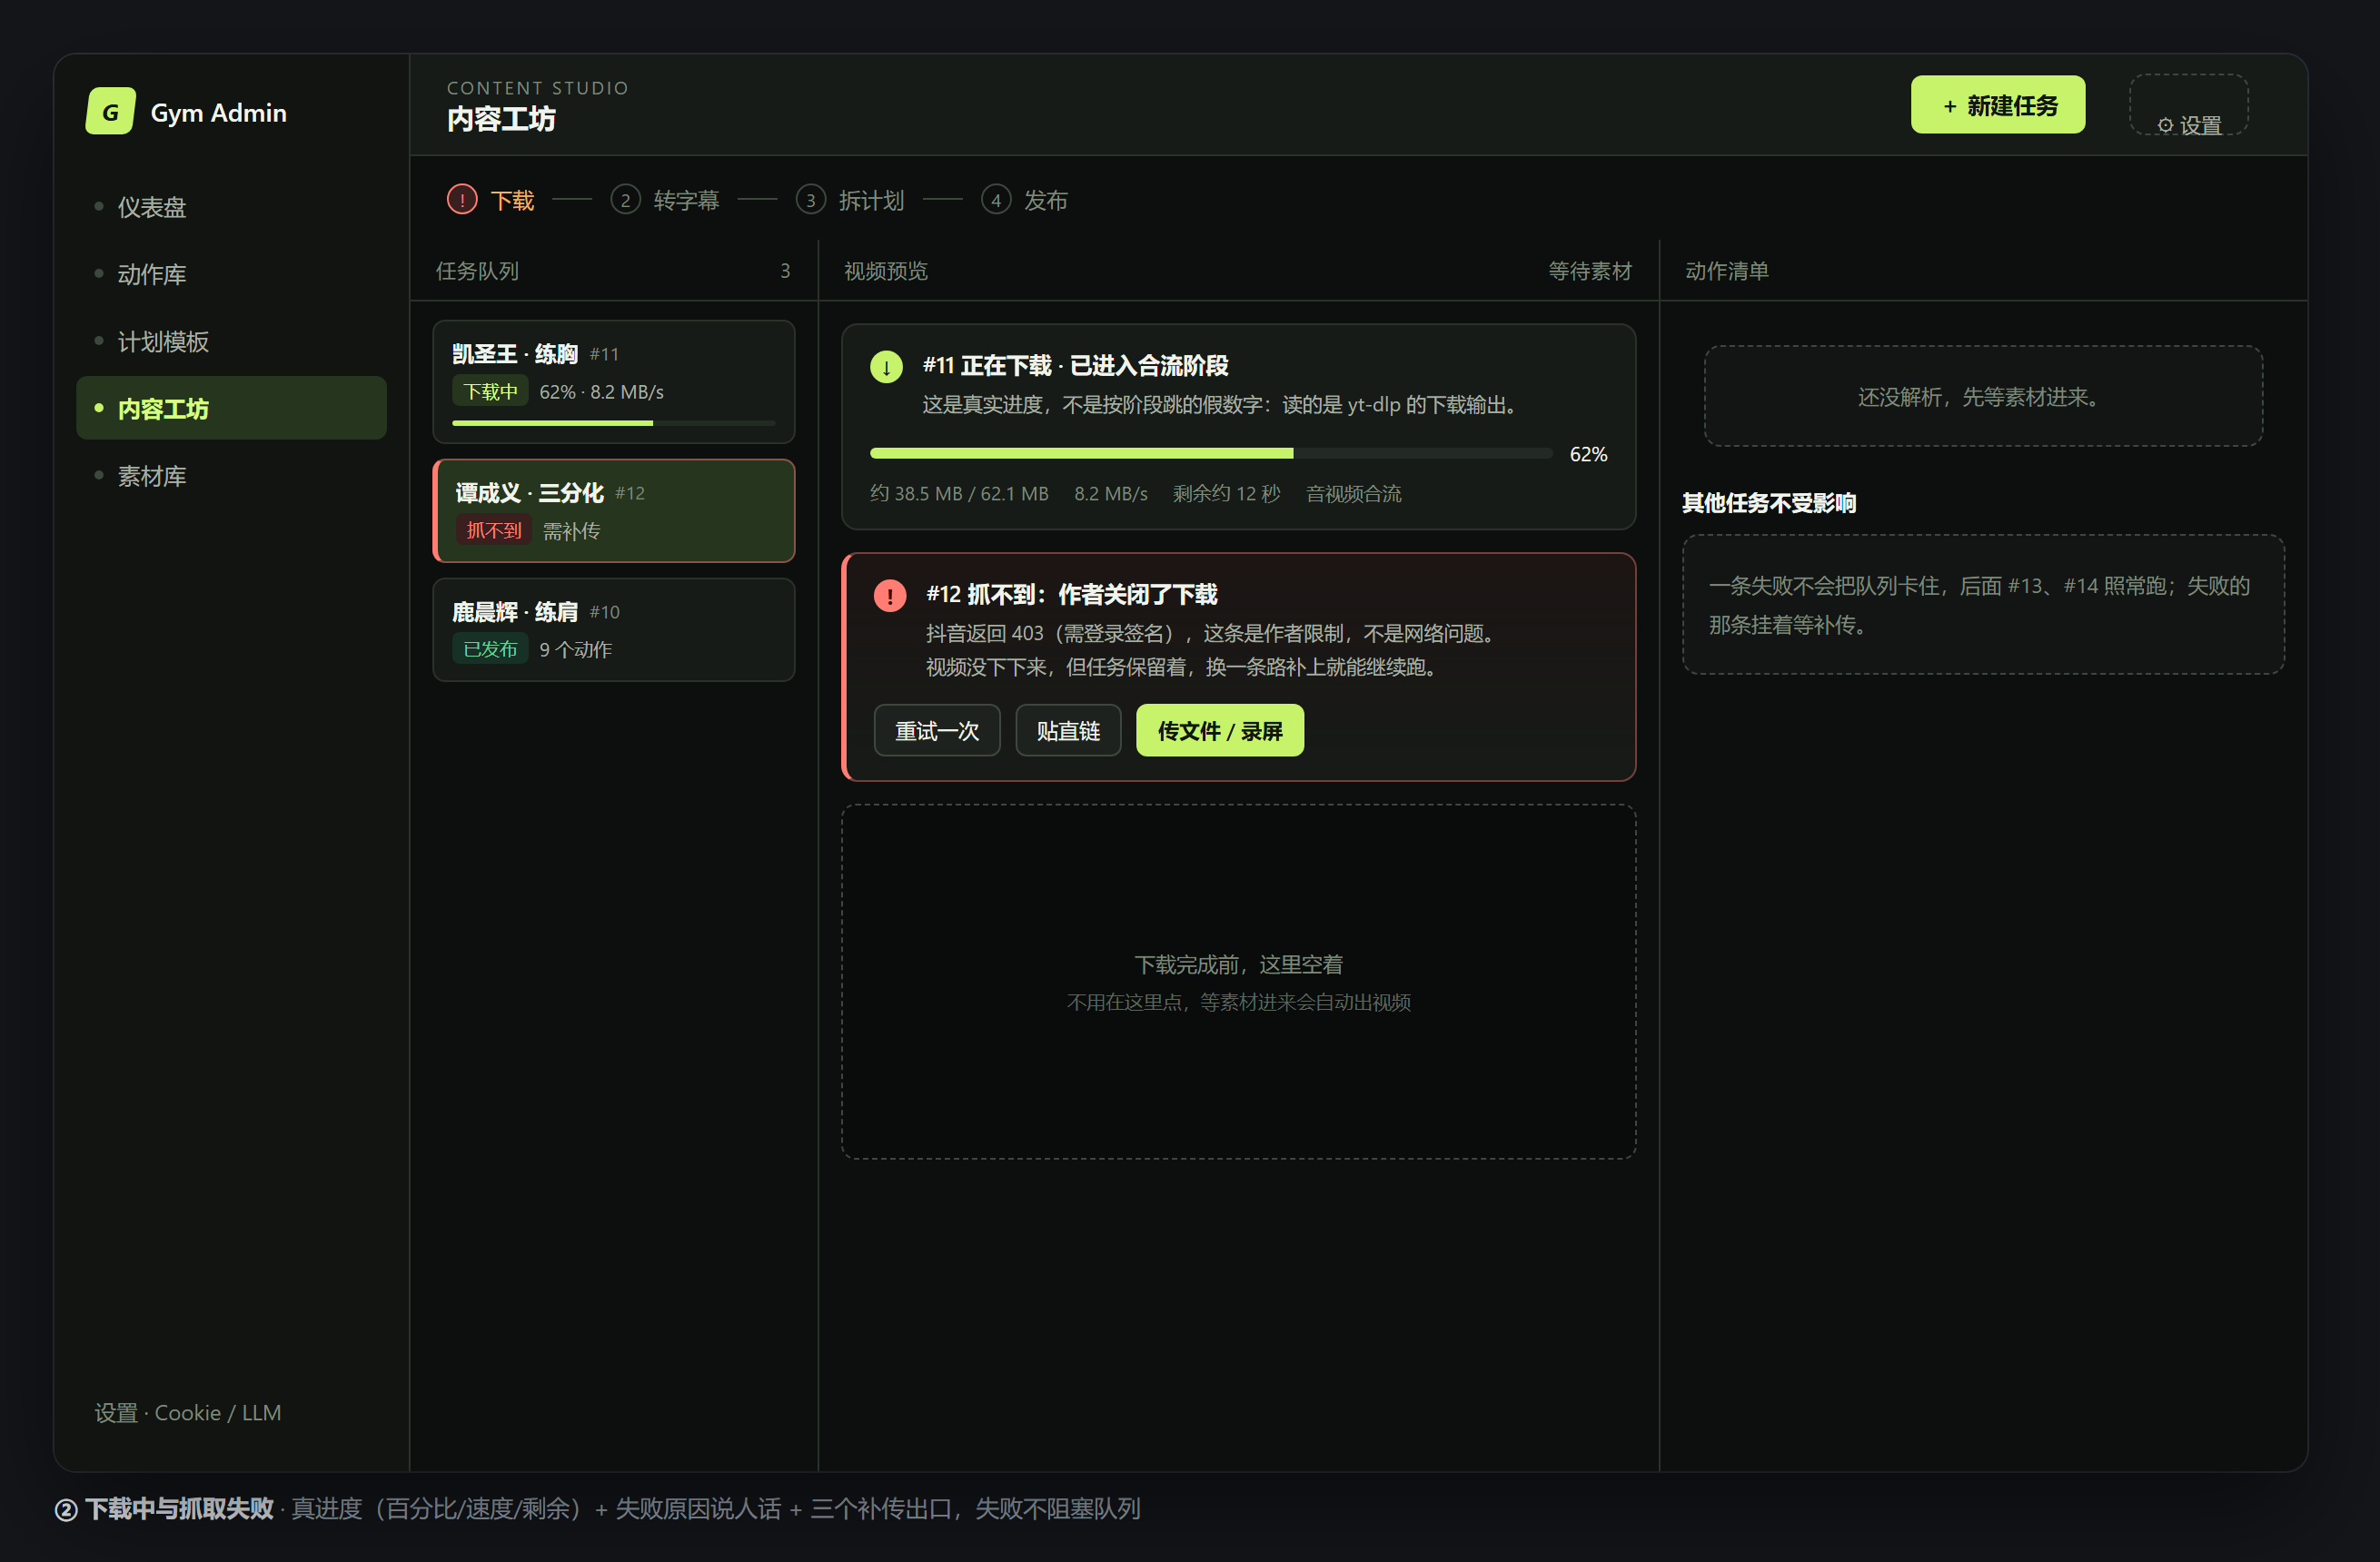 G
Gym Admin
仪表盘
动作库
计划模板
内容工坊
素材库
设置 · Cookie / LLM
CONTENT STUDIO
内容工坊
+ 新建任务
⚙ 设置
! 下载
2 转字幕
3 拆计划
4 发布
任务队列 3
凯圣王 · 练胸 #11
下载中 62% · 8.2 MB/s
谭成义 · 三分化 #12
抓不到 需补传
鹿晨辉 · 练肩 #10
已发布 9 个动作
视频预览 等待素材
↓ #11 正在下载 · 已进入合流阶段
这是真实进度，不是按阶段跳的假数字：读的是 yt-dlp 的下载输出。
62%
约 38.5 MB / 62.1 MB 8.2 MB/s 剩余约 12 秒 音视频合流
! #12 抓不到：作者关闭了下载
抖音返回 403（需登录签名），这条是作者限制，不是网络问题。
视频没下下来，但任务保留着，换一条路补上就能继续跑。
重试一次 贴直链 传文件 / 录屏
下载完成前，这里空着
不用在这里点，等素材进来会自动出视频
动作清单
还没解析，先等素材进来。
其他任务不受影响
一条失败不会把队列卡住，后面 #13、#14 照常跑；失败的
那条挂着等补传。
② 下载中与抓取失败 · 真进度（百分比/速度/剩余）+ 失败原因说人话 + 三个补传出口，失败不阻塞队列